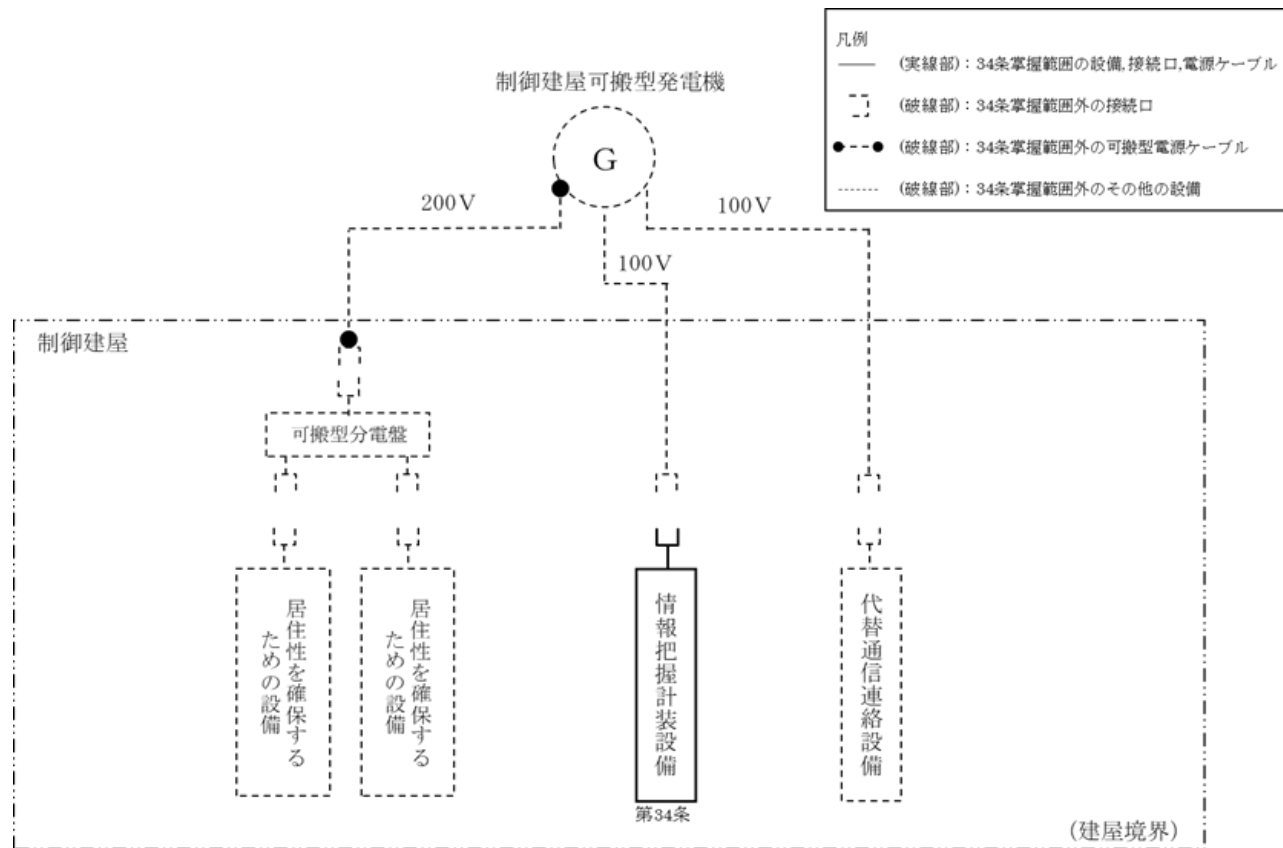 凡例
(実線部)：34条掌握範囲の設備,接続口,電源ケーブル
(破線部)：34条掌握範囲外の接続口
(破線部)：34条掌握範囲外の可搬型電源ケーブル
(破線部)：34条掌握範囲外のその他の設備
制御建屋可搬型発電機
G
200V
100V
100V
制御建屋
可搬型分電盤
居住性を確保する
ための設備
居住性を確保する
ための設備
情報把握計装設備
第34条
代替通信連絡設備
(建屋境界)